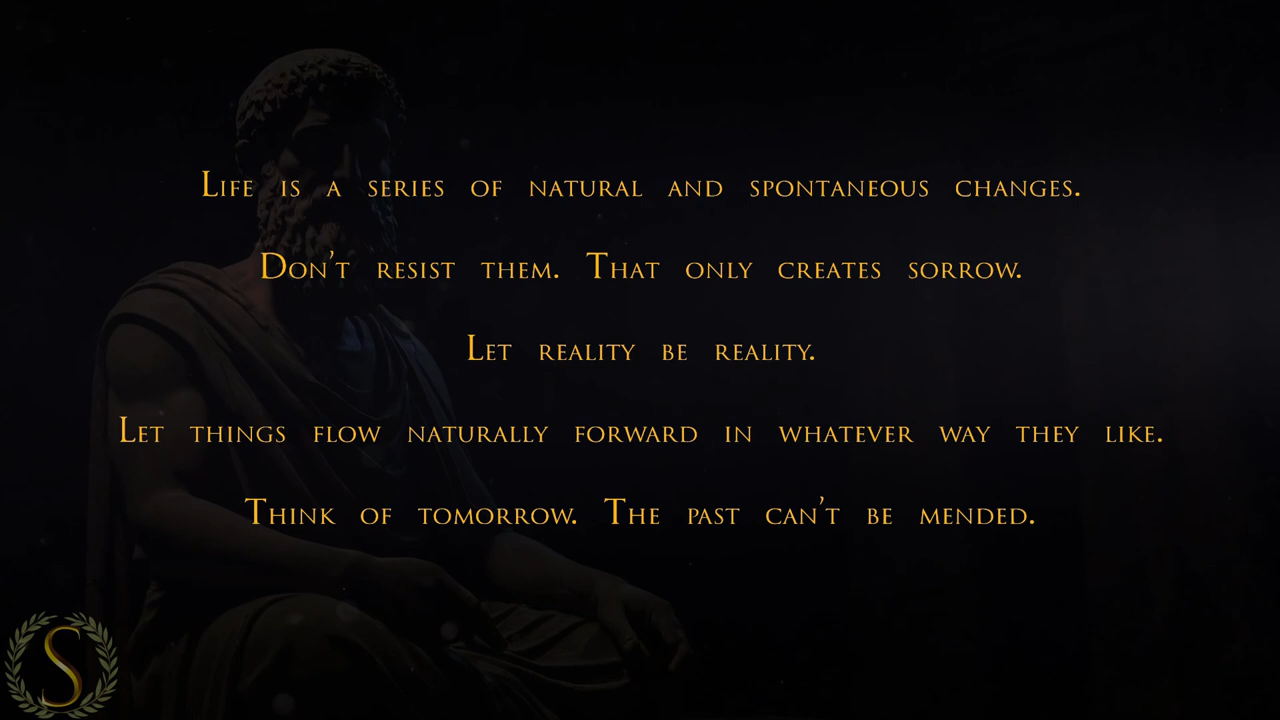 Life is a series of natural and spontaneous changes.
Don't resist them. That only creates sorrow.
Let reality be reality.
Let things flow naturally forward in whatever way they like.
Think of tomorrow. The past can't be mended.
S